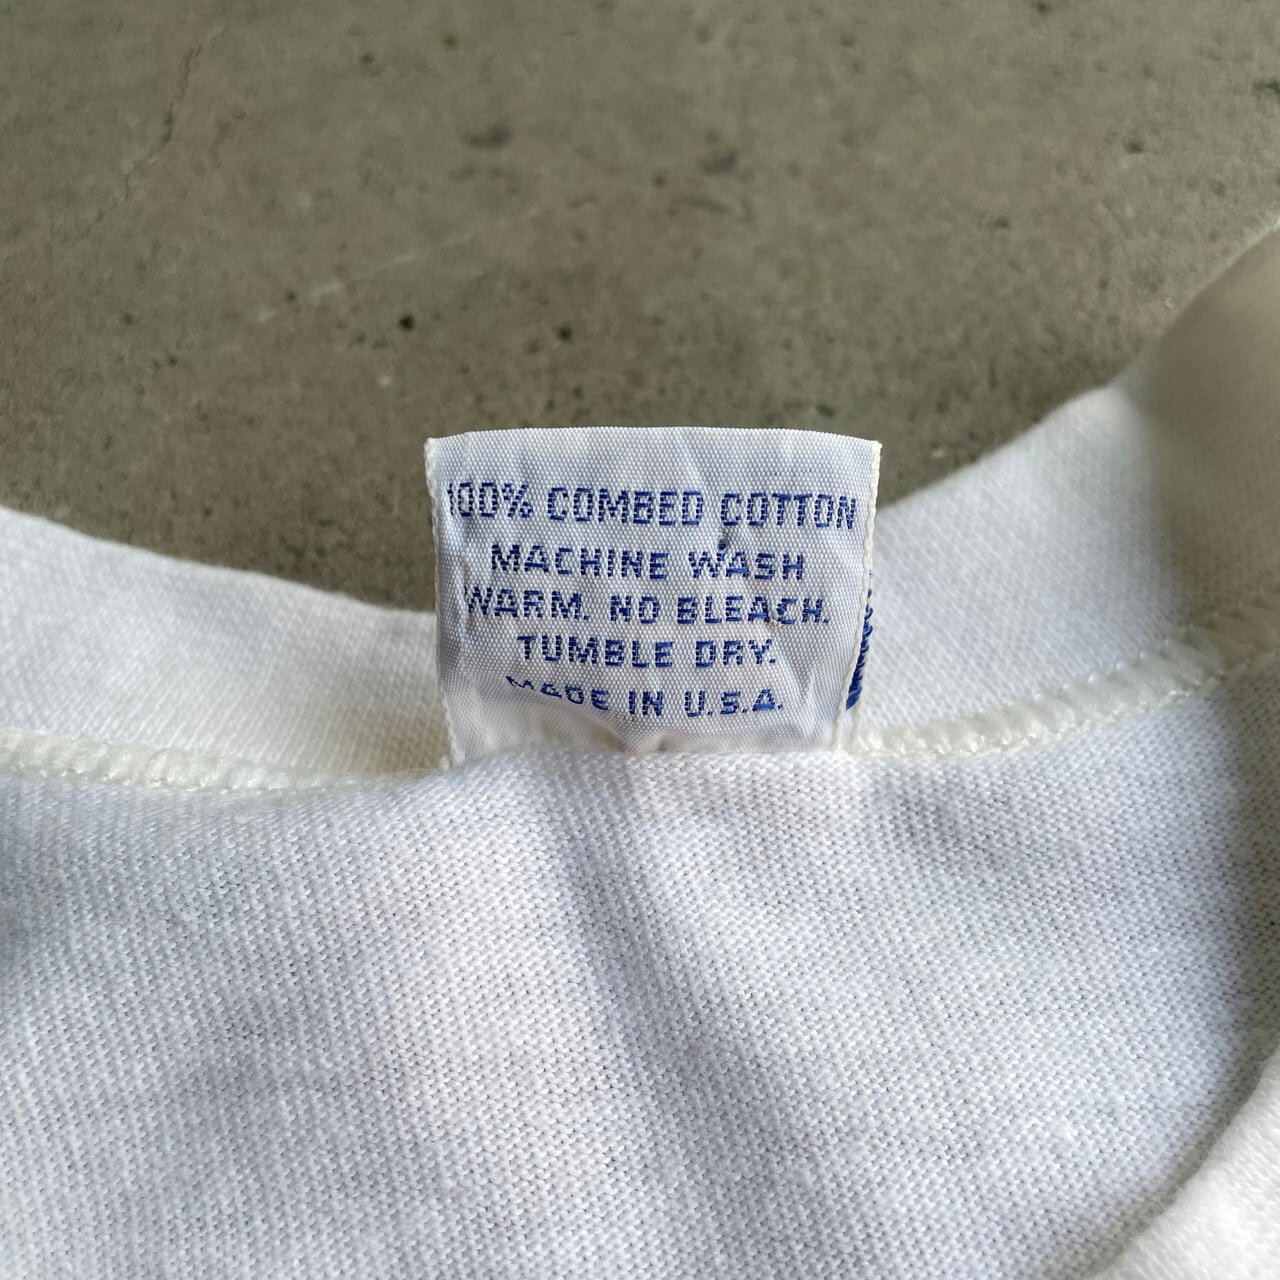 100% COMBED COTTON
MACHINE WASH
WARM. NO BLEACH.
TUMBLE DRY.
MADE IN U.S.A.